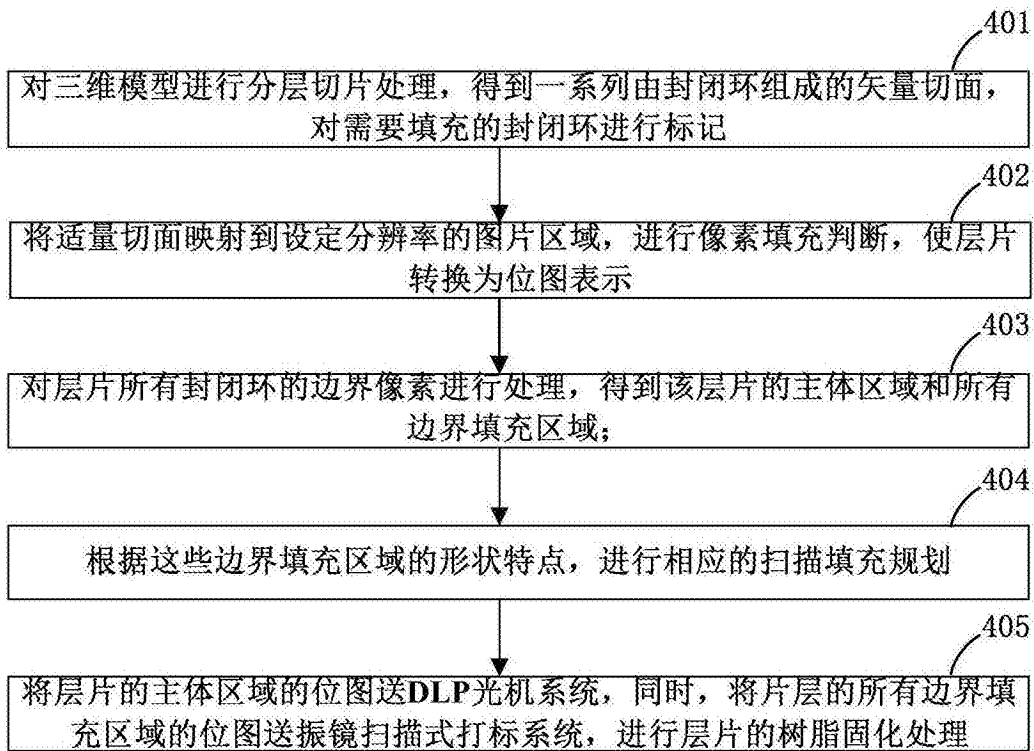 401
对三维模型进行分层切片处理，得到一系列由封闭环组成的矢量切面，
对需要填充的封闭环进行标记
402
将适量切面映射到设定分辨率的图片区域，进行像素填充判断，使层片
转换为位图表示
403
对层片所有封闭环的边界像素进行处理，得到该层片的主体区域和所有
边界填充区域；
404
根据这些边界填充区域的形状特点，进行相应的扫描填充规划
405
将层片的主体区域的位图送DLP光机系统，同时，将片层的所有边界填
充区域的位图送振镜扫描式打标系统，进行层片的树脂固化处理